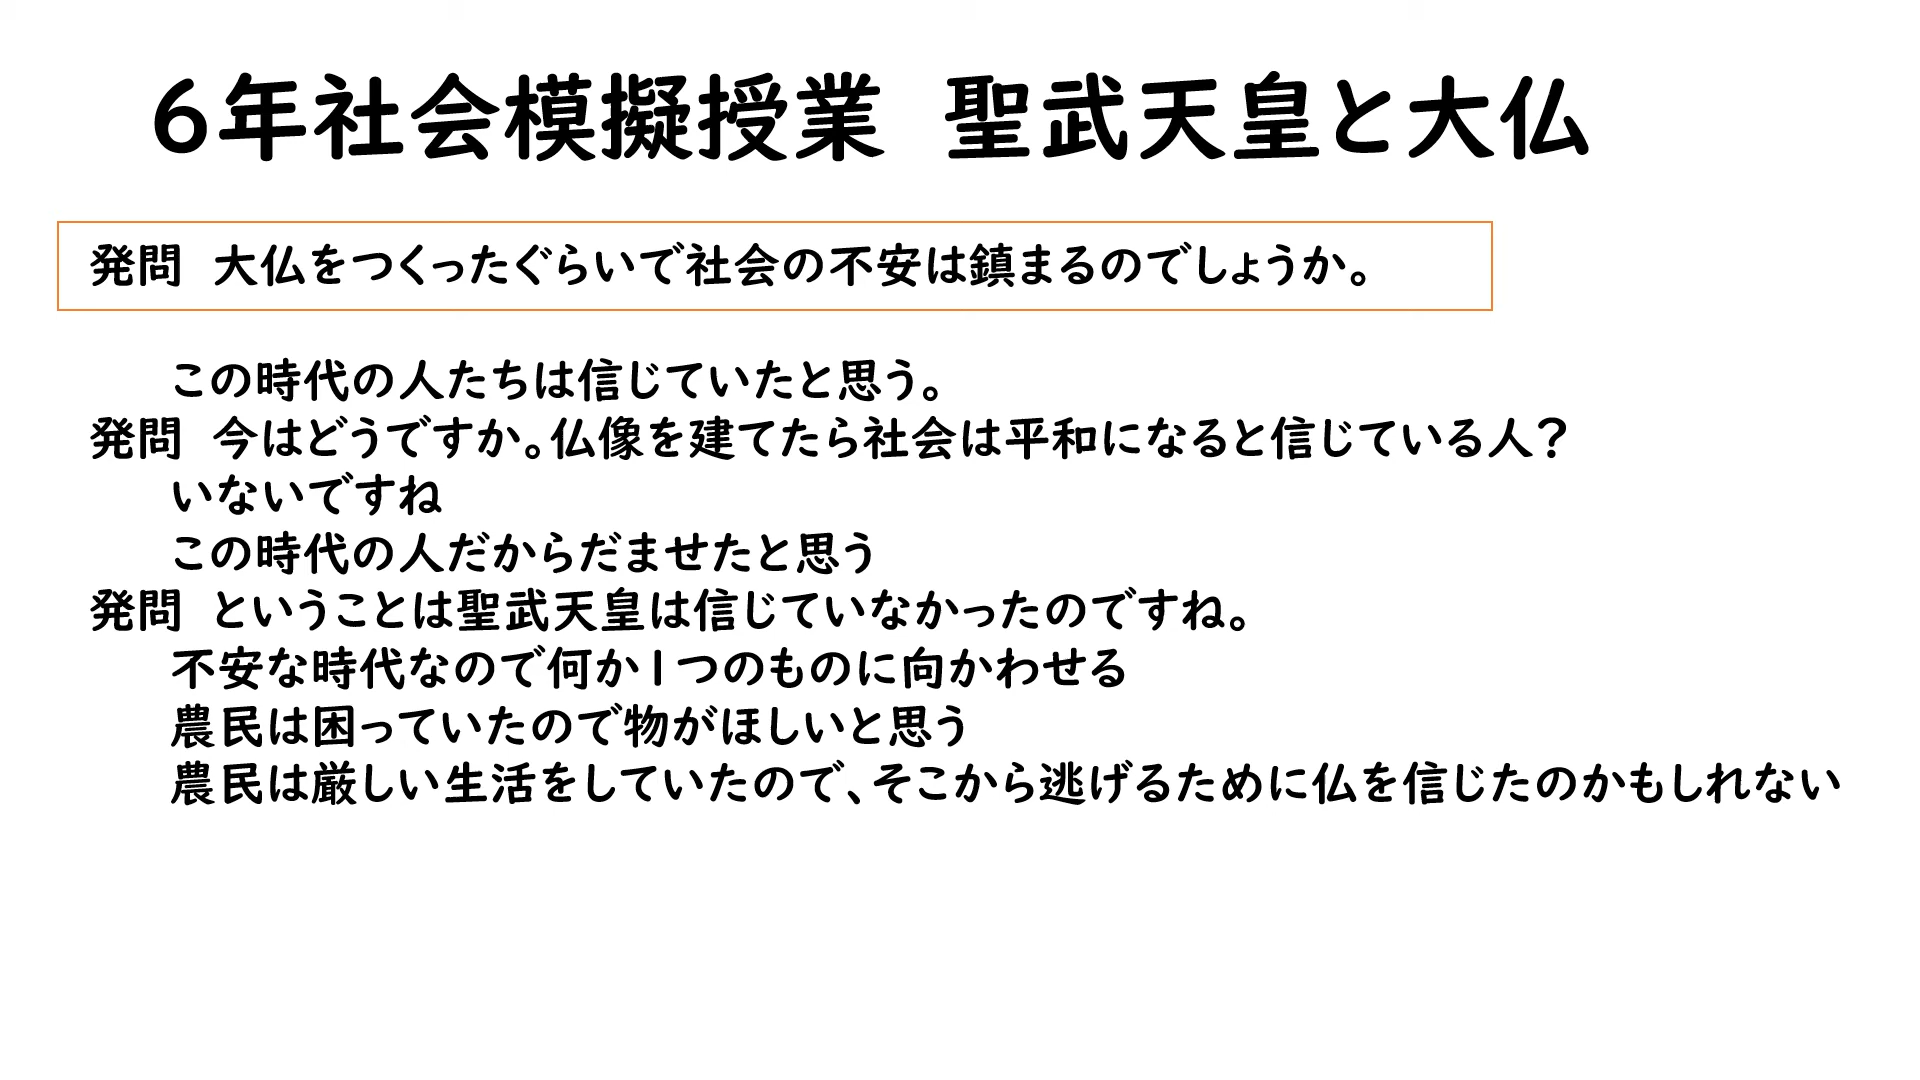 6年社会模擬授業　聖武天皇と大仏
発問　大仏をつくったぐらいで社会の不安は鎮まるのでしょうか。
この時代の人たちは信じていたと思う。
発問　今はどうですか。仏像を建てたら社会は平和になると信じている人？
いないですね
この時代の人だからだませたと思う
発問　ということは聖武天皇は信じていなかったのですね。
不安な時代なので何か1つのものに向かわせる
農民は困っていたので物がほしいと思う
農民は厳しい生活をしていたので、そこから逃げるために仏を信じたのかもしれない